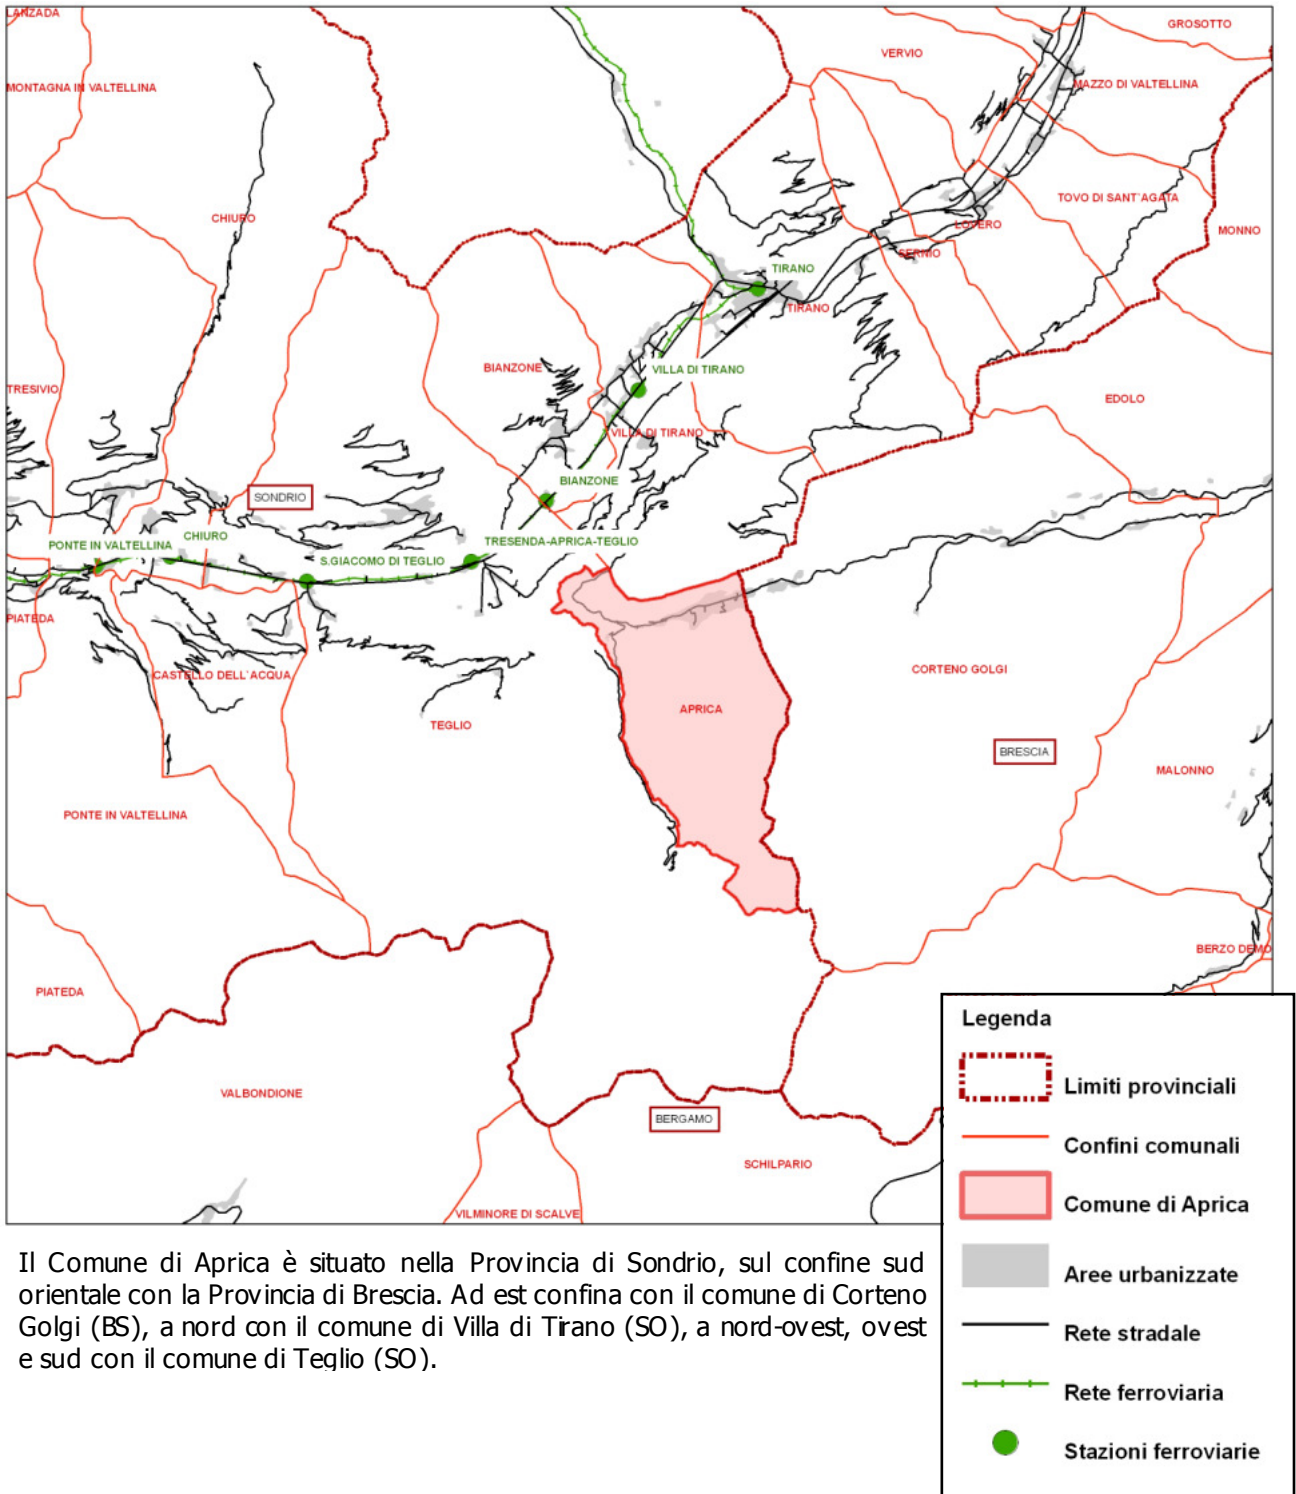 LANZADA
GROSOTTO
VERVIO
MONTAGNA IN VALTELLINA
MAZZO DI VALTELLINA
TOVO DI SANT'AGATA
CHIURO
LOVERO
MONNO
SERNIO
TIRANO
TIRANO
BIANZONE
VILLA DI TIRANO
TRESIVIO
EDOLO
VILLA DI TIRANO
BIANZONE
SONDRIO
CHIURO
TRESENDA-APRICA-TEGLIO
PONTE IN VALTELLINA
S.GIACOMO DI TEGLIO
PIATEDA
CASTELLO DELL'ACQUA
CORTENO GOLGI
APRICA
TEGLIO
BRESCIA
MALONNO
PONTE IN VALTELLINA
BERZO DEMO
PIATEDA
VALBONDIONE
BERGAMO
SCHILPARIO
VILMINORE DI SCALVE
Legenda
Limiti provinciali
Confini comunali
Comune di Aprica
Aree urbanizzate
Rete stradale
Rete ferroviaria
Stazioni ferroviarie
Il Comune di Aprica è situato nella Provincia di Sondrio, sul confine sud
orientale con la Provincia di Brescia. Ad est confina con il comune di Corteno
Golgi (BS), a nord con il comune di Villa di Tirano (SO), a nord-ovest, ovest
e sud con il comune di Teglio (SO).